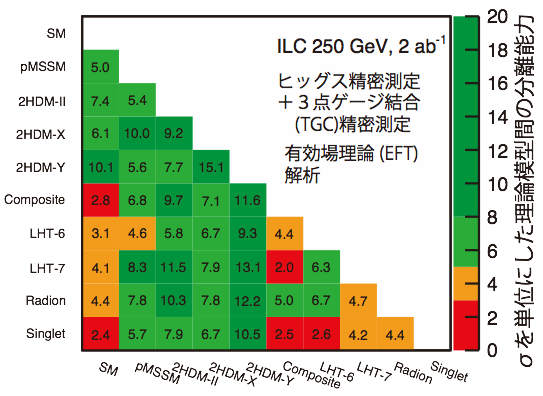 SM
ILC 250 GeV, 2 ab⁻¹
pMSSM 5.0
ヒッグス精密測定
2HDM-II 7.4 5.4
+3点ゲージ結合
(TGC)精密測定
2HDM-X 6.1 10.0 9.2
有効場理論 (EFT)
2HDM-Y 10.1 5.6 7.7 15.1
解析
Composite 2.8 6.8 9.7 7.1 11.6
LHT-6 3.1 4.6 5.8 6.7 9.3 4.4
LHT-7 4.1 8.3 11.5 7.9 13.1 2.0 6.3
Radion 4.4 7.8 10.3 7.8 12.2 5.0 6.7 4.7
Singlet 2.4 5.7 7.9 6.7 10.5 2.5 2.6 4.2 4.4
SM pMSSM 2HDM-II 2HDM-X 2HDM-Y Composite LHT-6 LHT-7 Radion Singlet
20
18
16
14
12
10
8
6
4
2
0
σを単位にした理論模型間の分離能力